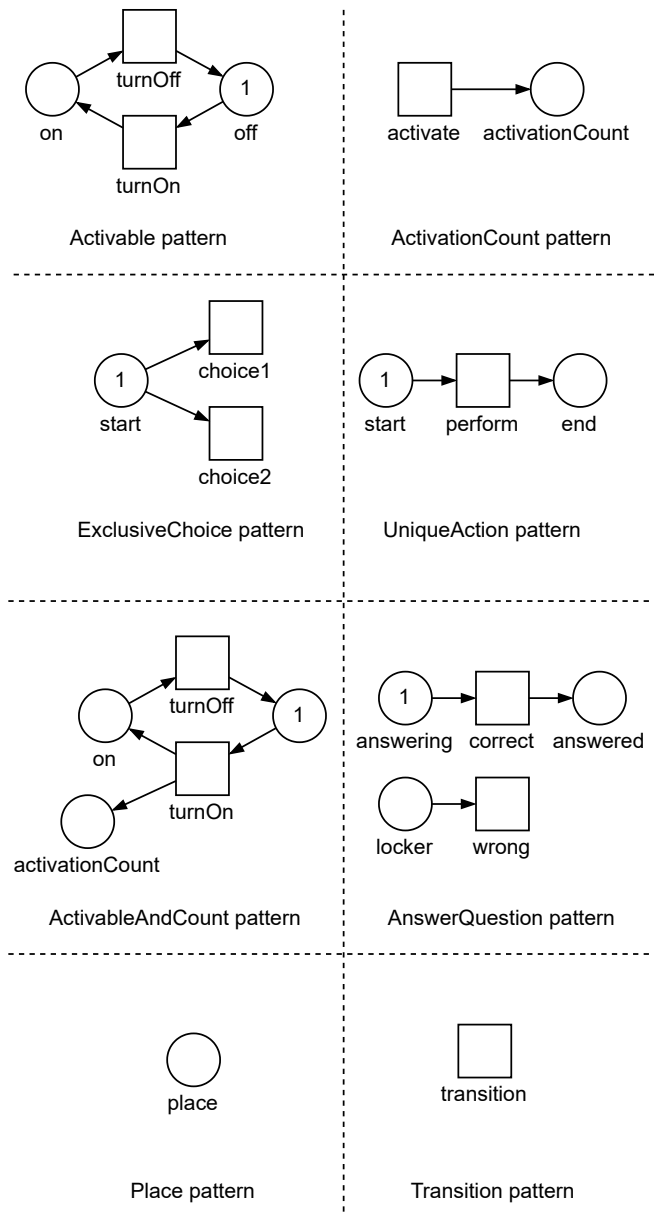 turnOff
1
on
off
turnOn
Activable pattern
activate
activationCount
ActivationCount pattern
choice1
1
start
choice2
ExclusiveChoice pattern
1
start
perform
end
UniqueAction pattern
turnOff
1
on
turnOn
activationCount
ActivableAndCount pattern
1
answering
correct
answered
locker
wrong
AnswerQuestion pattern
place
Place pattern
transition
Transition pattern